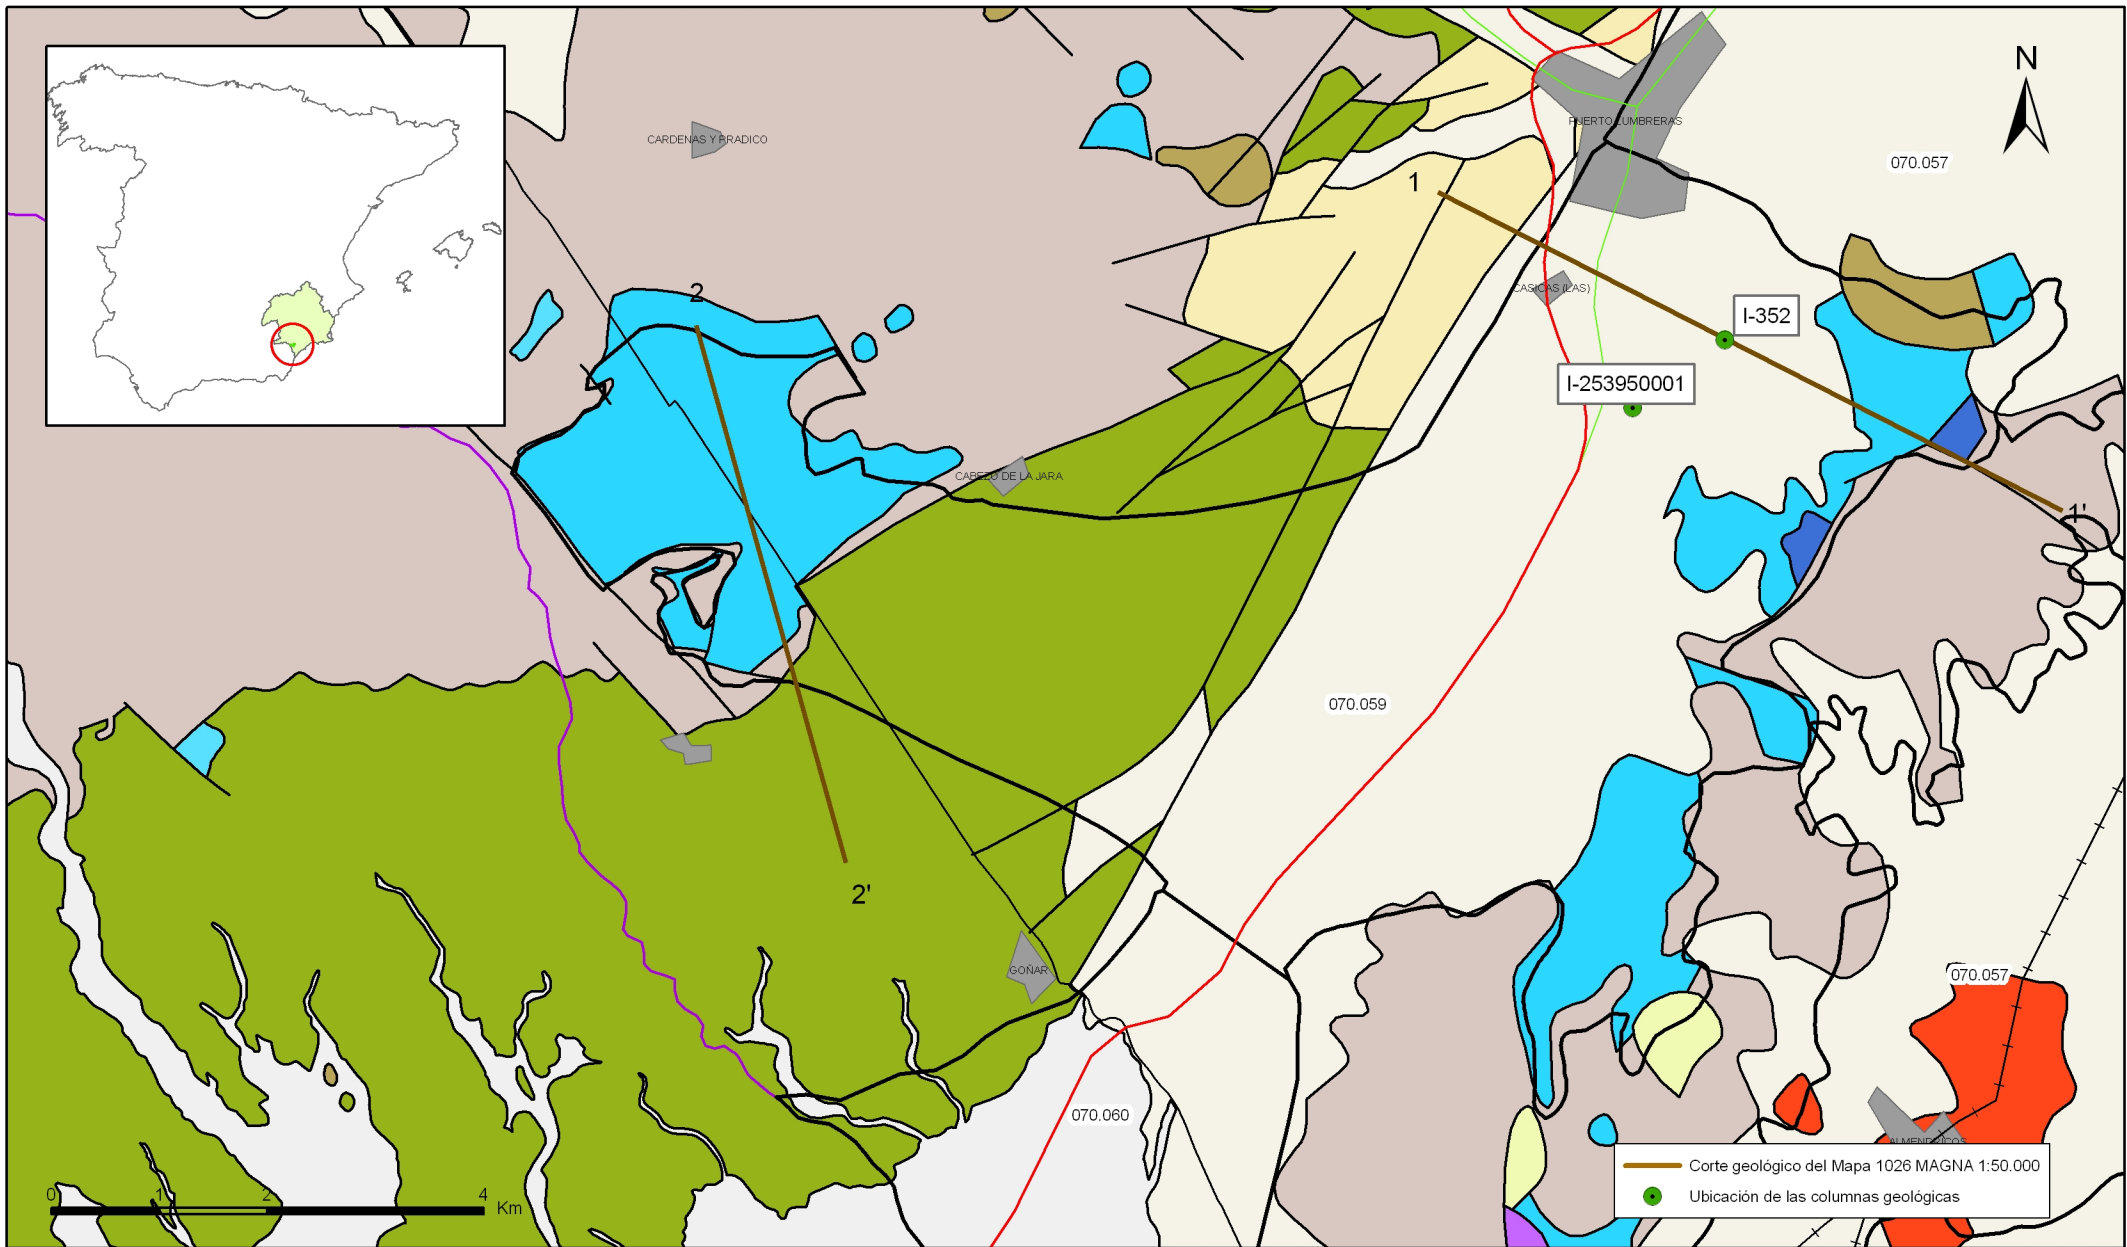 N
CARDENAS Y PRADICO
PUERTO LUMBRERAS
070.057
1
CASICAS (LAS)
2
I-352
I-253950001
CABEZO DE LA JARA
1'
070.059
2'
GOÑAR
070.057
070.060
ALMENDRICOS
Corte geológico del Mapa 1026 MAGNA 1:50.000
Ubicación de las columnas geológicas
0 1 2 4
Km